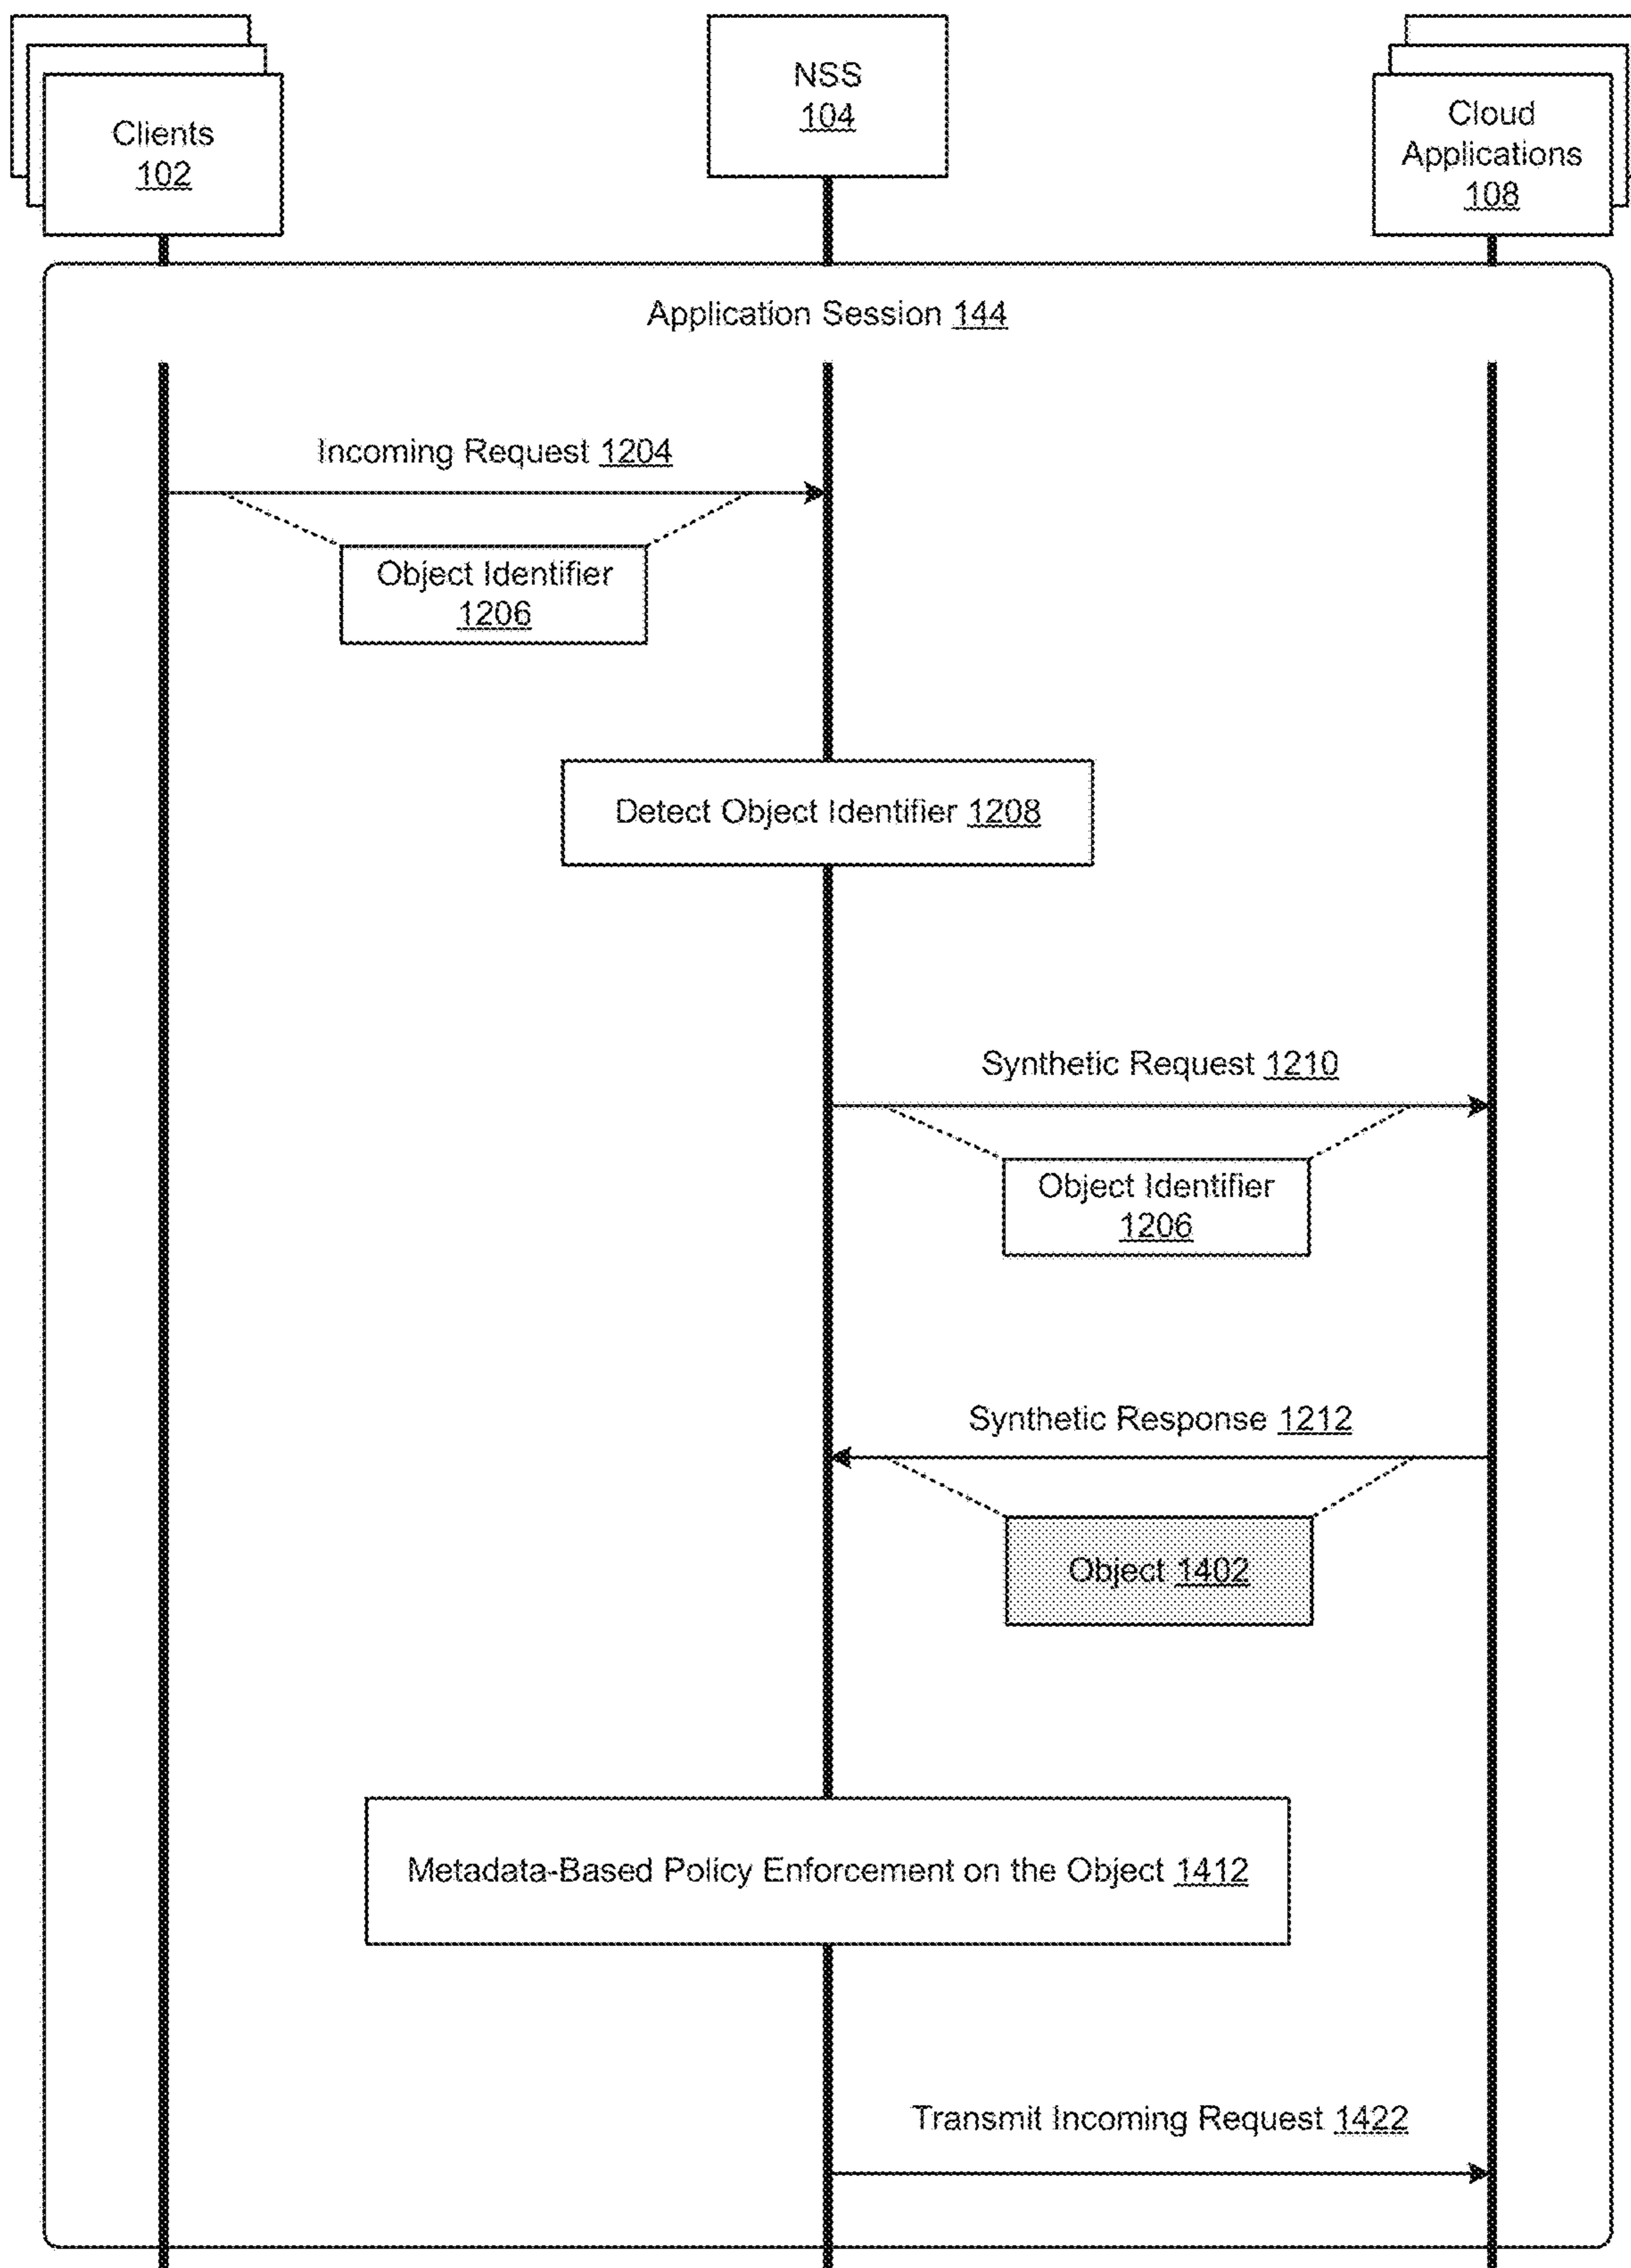 Clients
102
NSS
104
Cloud
Applications
108
Application Session 144
Incoming Request 1204
Object Identifier
1206
Detect Object Identifier 1208
Synthetic Request 1210
Object Identifier
1206
Synthetic Response 1212
Object 1402
Metadata-Based Policy Enforcement on the Object 1412
Transmit Incoming Request 1422